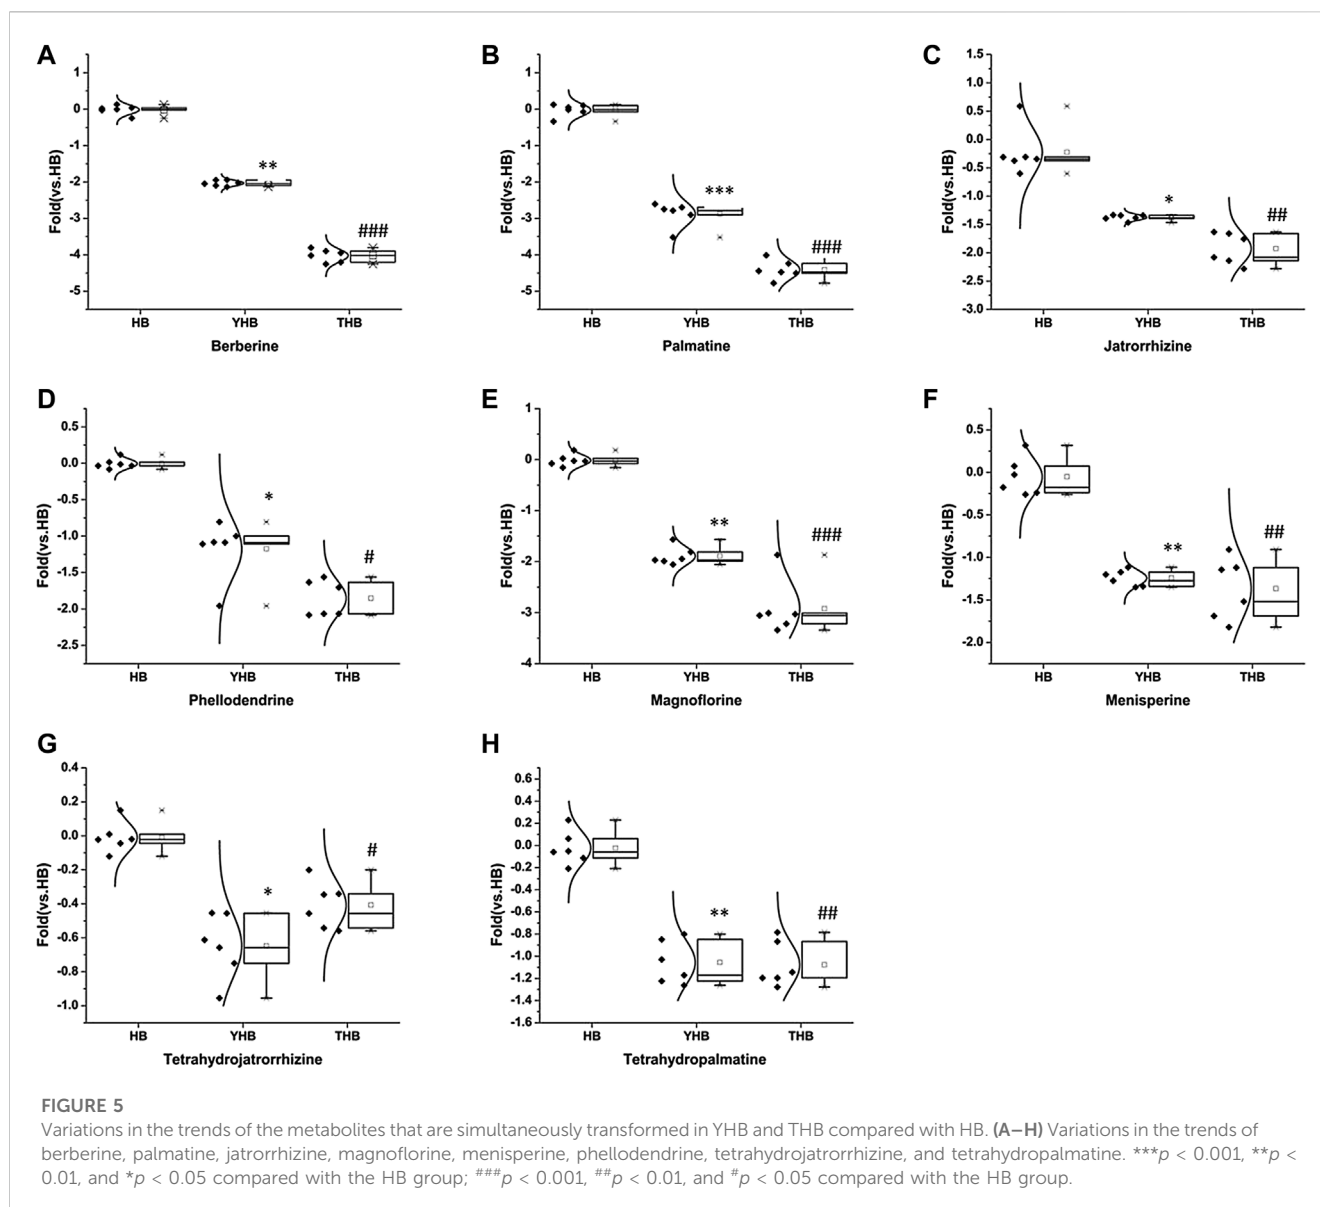 A
B
C
1
0
-1
-2
-3
-4
-5
Fold(vs.HB)
**
###
HB YHB THB
Berberine
1
0
-1
-2
-3
-4
-5
Fold(vs.HB)
***
###
HB YHB THB
Palmatine
1.5
1.0
0.5
0.0
-0.5
-1.0
-1.5
-2.0
-2.5
-3.0
Fold(vs.HB)
*
##
HB YHB THB
Jatrorrhizine
D
E
F
0.5
0.0
-0.5
-1.0
-1.5
-2.0
-2.5
Fold(vs.HB)
*
#
HB YHB THB
Phellodendrine
1
0
-1
-2
-3
-4
Fold(vs.HB)
**
###
HB YHB THB
Magnoflorine
0.5
0.0
-0.5
-1.0
-1.5
-2.0
Fold(vs.HB)
**
##
HB YHB THB
Menisperine
G
H
0.4
0.2
0.0
-0.2
-0.4
-0.6
-0.8
-1.0
Fold(vs.HB)
*
#
HB YHB THB
Tetrahydrojatrorrhizine
0.6
0.4
0.2
0.0
-0.2
-0.4
-0.6
-0.8
-1.0
-1.2
-1.4
-1.6
Fold(vs.HB)
**
##
HB YHB THB
Tetrahydropalmatine
FIGURE 5
Variations in the trends of the metabolites that are simultaneously transformed in YHB and THB compared with HB. (A–H) Variations in the trends of
berberine, palmatine, jatrorrhizine, magnoflorine, menisperine, phellodendrine, tetrahydrojatrorrhizine, and tetrahydropalmatine. ***p < 0.001, **p <
0.01, and *p < 0.05 compared with the HB group; ###p < 0.001, ##p < 0.01, and #p < 0.05 compared with the HB group.